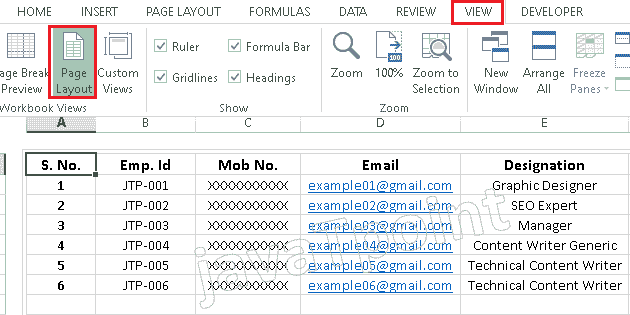 HOME INSERT PAGE LAYOUT FORMULAS DATA REVIEW VIEW DEVELOPER
age Break Preview
Page Layout
Custom Views
Workbook Views
Ruler
Formula Bar
Gridlines
Headings
Show
Zoom
100%
Zoom to Selection
Zoom
New Window
Arrange All
Freeze Panes
A B C D E
S. No. Emp. Id Mob No. Email Designation
1 JTP-001 XXXXXXXXXX example01@gmail.com Graphic Designer
2 JTP-002 XXXXXXXXXX example02@gmail.com SEO Expert
3 JTP-003 XXXXXXXXXX example03@gmail.com Manager
4 JTP-004 XXXXXXXXXX example04@gmail.com Content Writer Generic
5 JTP-005 XXXXXXXXXX example05@gmail.com Technical Content Writer
6 JTP-006 XXXXXXXXXX example06@gmail.com Technical Content Writer
javaTpoint